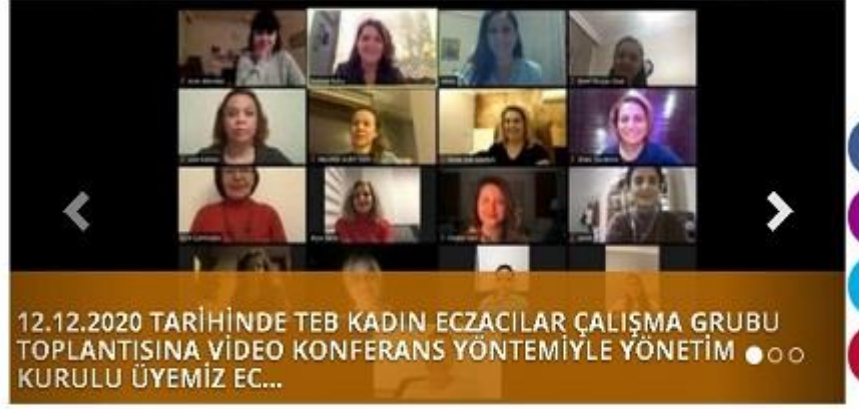 12.12.2020 TARİHİNDE TEB KADIN ECZACILAR ÇALIŞMA GRUBU
TOPLANTISINA VİDEO KONFERANS YÖNTEMİYLE YÖNETİM
KURULU ÜYEMİZ EC...